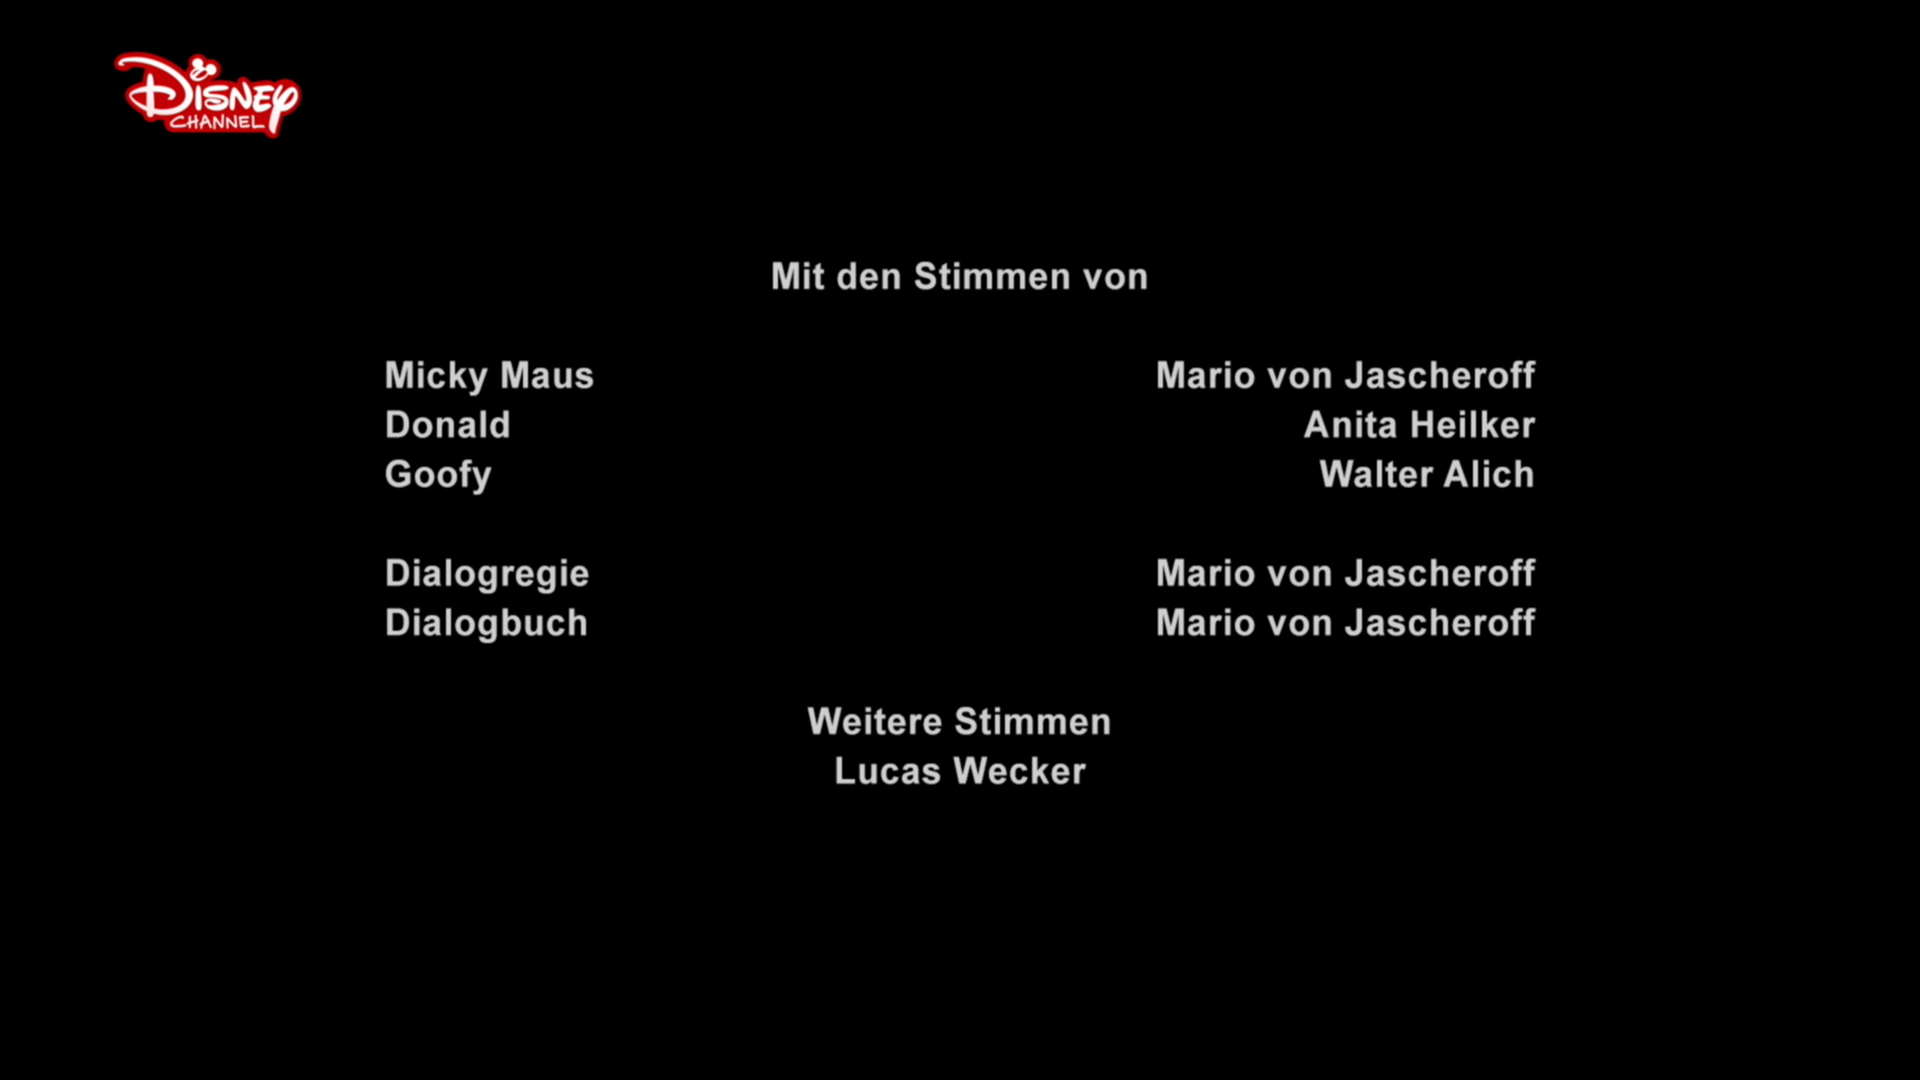 Disney
CHANNEL
Mit den Stimmen von
Micky Maus Mario von Jascheroff
Donald Anita Heilker
Goofy Walter Alich
Dialogregie Mario von Jascheroff
Dialogbuch Mario von Jascheroff
Weitere Stimmen
Lucas Wecker